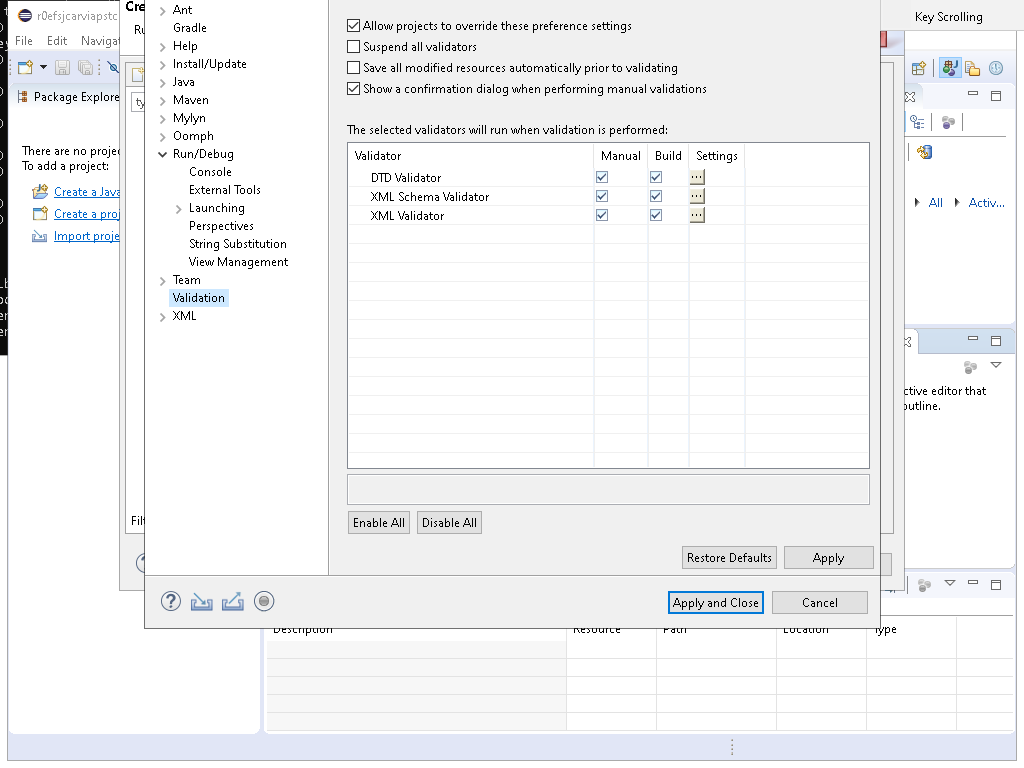 r0efsjcarviapstc
File Edit Navigat
Package Explore
There are no projec
To add a project:
Create a Java
Create a proj
Import proje
Cre
Ru
ty
Filt
Ant
Gradle
Help
Install/Update
Java
Maven
Mylyn
Oomph
Run/Debug
Console
External Tools
Launching
Perspectives
String Substitution
View Management
Team
Validation
XML
Allow projects to override these preference settings
Suspend all validators
Save all modified resources automatically prior to validating
Show a confirmation dialog when performing manual validations
The selected validators will run when validation is performed:
Validator Manual Build Settings
DTD Validator
XML Schema Validator
XML Validator
Enable All Disable All
Restore Defaults Apply
Apply and Close Cancel
Key Scrolling
All Activ...
ctive editor that
outline.
Description Resource Path Location Type